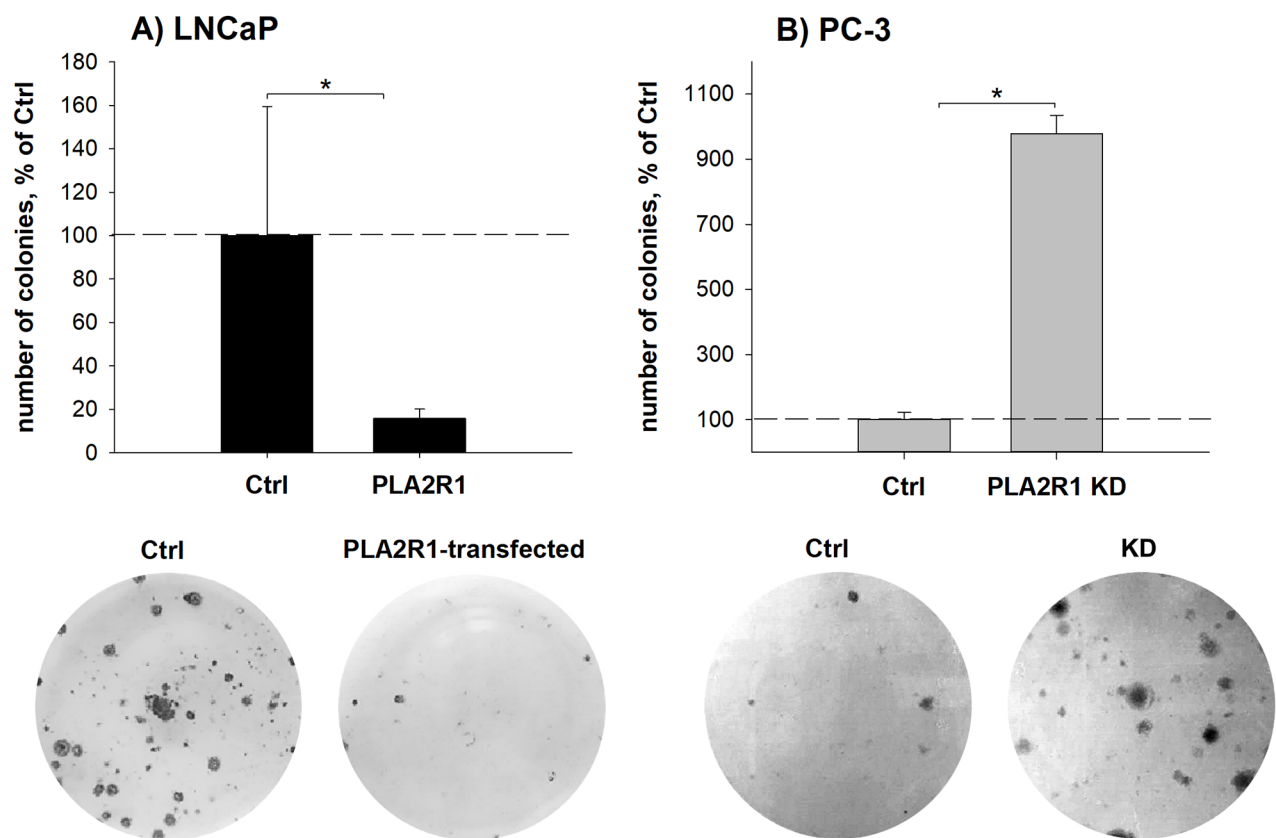 A) LNCaP
number of colonies, % of Ctrl
180
160
140
120
100
80
60
40
20
0
*
Ctrl
PLA2R1
B) PC-3
number of colonies, % of Ctrl
1100
900
700
500
300
100
*
Ctrl
PLA2R1 KD
Ctrl
PLA2R1-transfected
Ctrl
KD